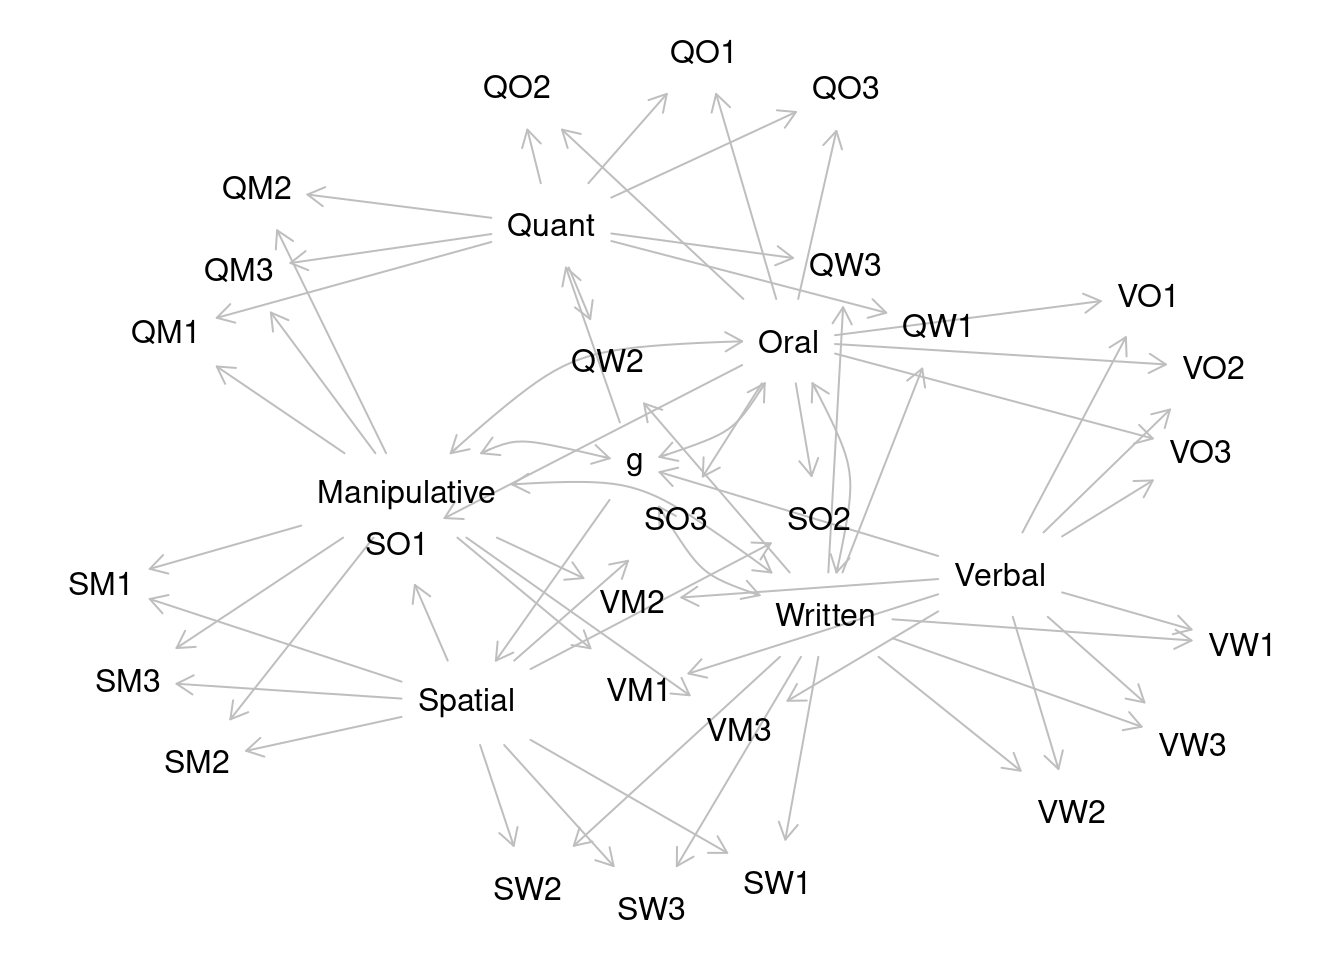 QO1
QO2
QO3
QM2
Quant
QM3
QW3
VO1
QM1
QW1
Oral
QW2
VO2
g
VO3
Manipulative
SO3
SO2
SO1
Verbal
SM1
VM2
Written
VW1
SM3
VM1
Spatial
VM3
VW3
SM2
VW2
SW1
SW2
SW3